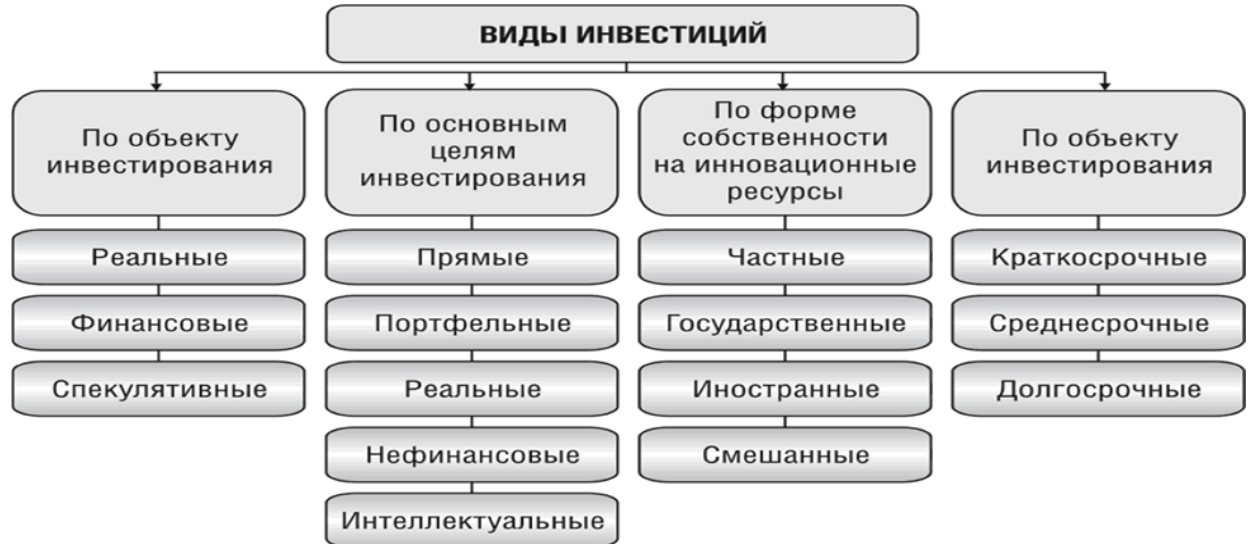 ВИДЫ ИНВЕСТИЦИЙ
По объекту
инвестирования
Реальные
Финансовые
Спекулятивные
По основным
целям
инвестирования
Прямые
Портфельные
Реальные
Нефинансовые
Интеллектуальные
По форме
собственности
на инновационные
ресурсы
Частные
Государственные
Иностранные
Смешанные
По объекту
инвестирования
Краткосрочные
Среднесрочные
Долгосрочные